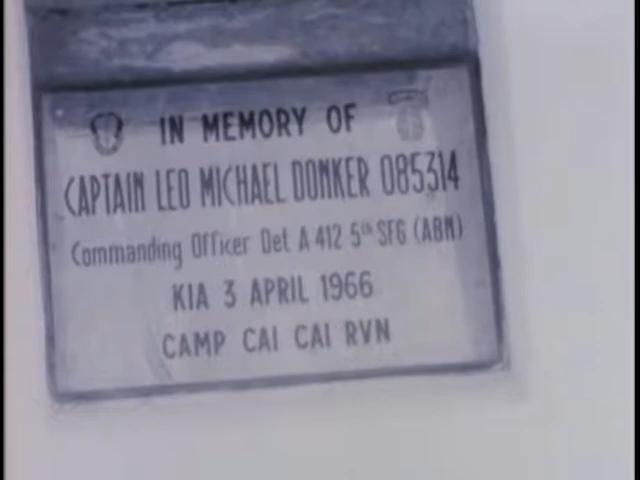 IN MEMORY OF
CAPTAIN LEO MICHAEL DONKER 085314
Commanding Officer Det A 412 5th SFG (ABN)
KIA 3 APRIL 1966
CAMP CAI CAI RVN